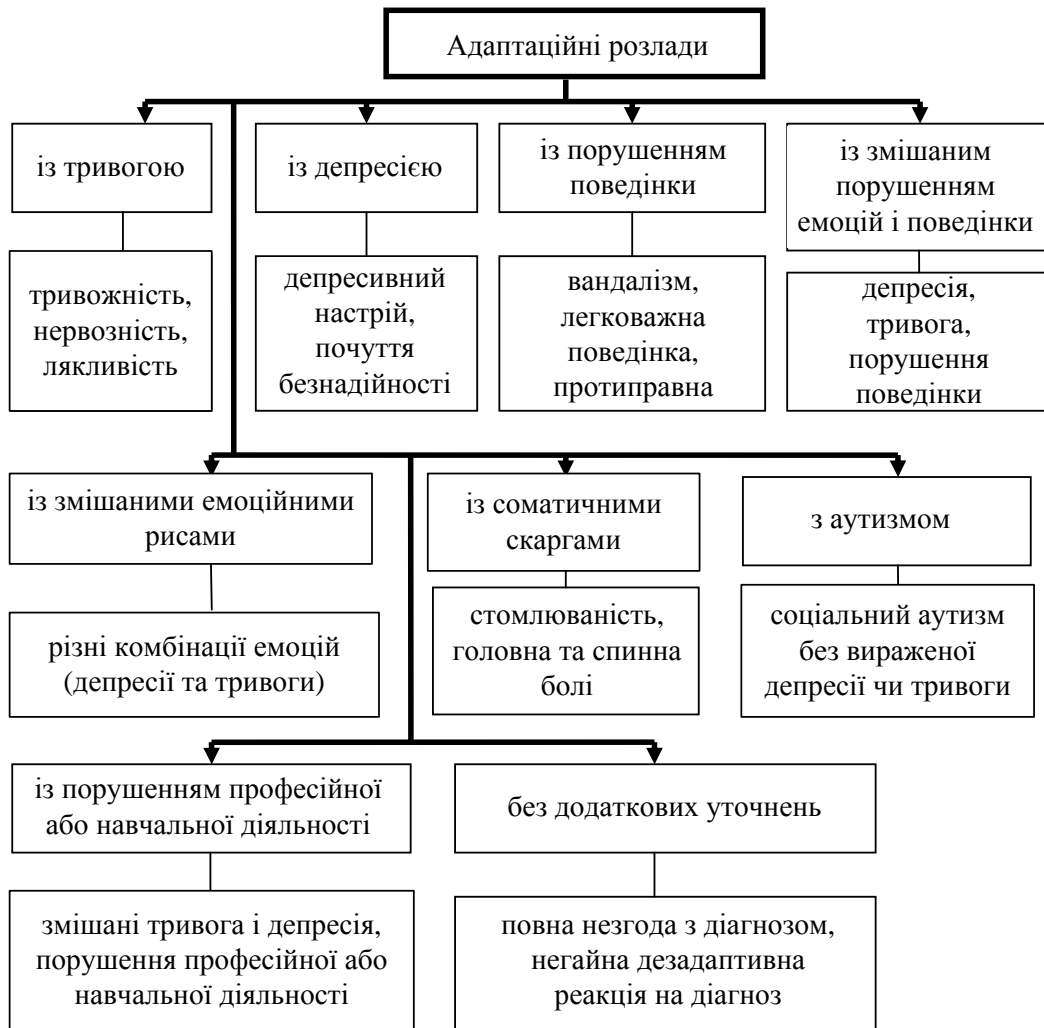 Адаптаційні розлади
із тривогою
із депресією
із порушенням
поведінки
із змішаним
порушенням
емоцій і поведінки
тривожність,
нервозність,
лякливість
депресивний
настрій,
почуття
безнадійності
вандалізм,
легковажна
поведінка,
протиправна
депресія,
тривога,
порушення
поведінки
із змішаними емоційними
рисами
із соматичними
скаргами
з аутизмом
різні комбінації емоцій
(депресії та тривоги)
стомлюваність,
головна та спинна
болі
соціальний аутизм
без вираженої
депресії чи тривоги
із порушенням професійної
або навчальної діяльності
без додаткових уточнень
змішані тривога і депресія,
порушення професійної або
навчальної діяльності
повна незгода з діагнозом,
негайна дезадаптивна
реакція на діагноз